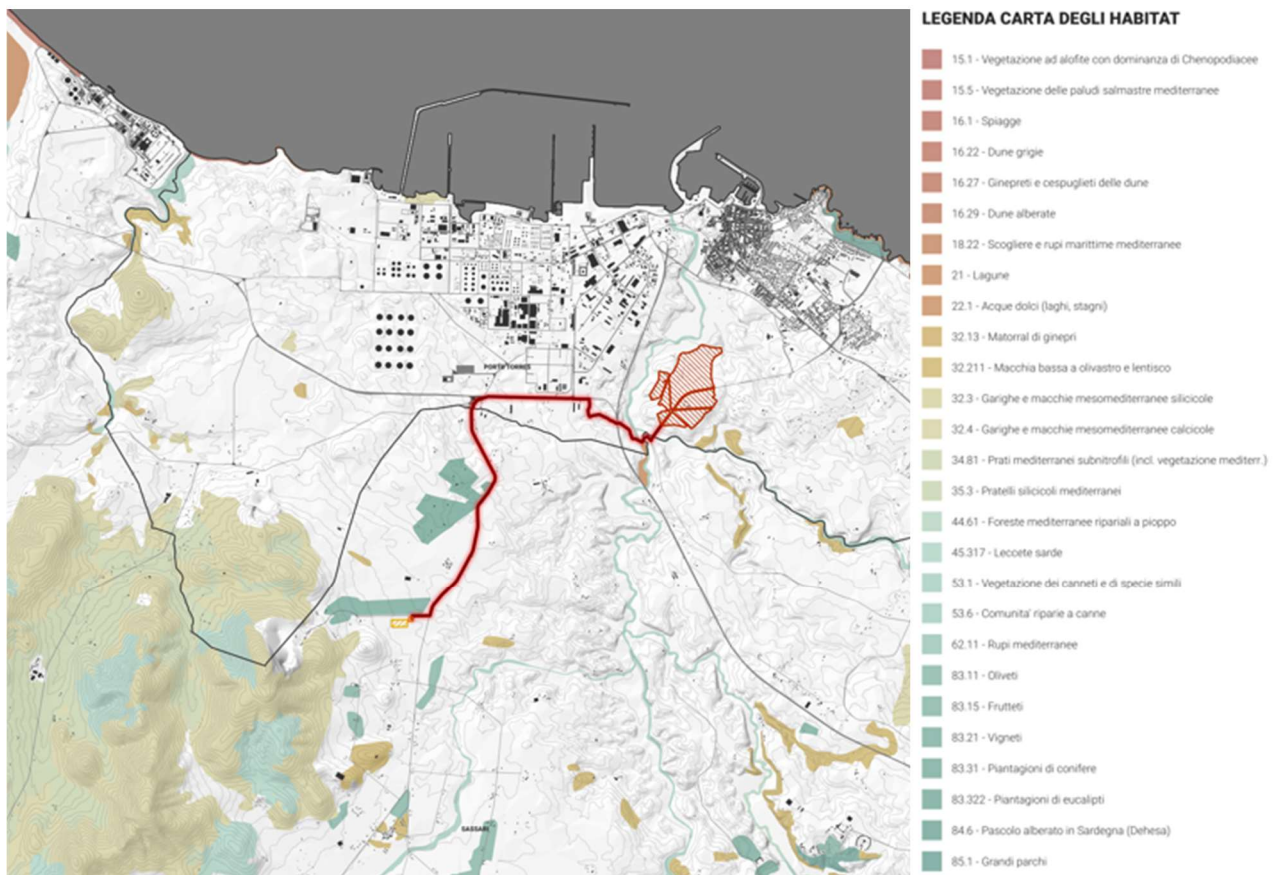 LEGENDA CARTA DEGLI HABITAT
15.1 - Vegetazione ad alofite con dominanza di Chenopodiacee
15.5 - Vegetazione delle paludi salmastre mediterranee
16.1 - Spiagge
16.22 - Dune grigie
16.27 - Ginepreti e cespuglieti delle dune
16.29 - Dune alberate
18.22 - Scogliere e rupi marittime mediterranee
21 - Lagune
22.1 - Acque dolci (laghi, stagni)
32.13 - Matorral di ginepri
32.211 - Macchia bassa a olivastro e lentisco
32.3 - Garighe e macchie mesomediterranee silicicole
32.4 - Garighe e macchie mesomediterranee calcicole
34.81 - Prati mediterranei subnitrofili (incl. vegetazione mediterr.)
35.3 - Pratelli silicicoli mediterranei
44.61 - Foreste mediterranee ripariali a pioppo
45.317 - Leccete sarde
53.1 - Vegetazione dei canneti e di specie simili
53.6 - Comunita' riparie a canne
62.11 - Rupi mediterranee
83.11 - Oliveti
83.15 - Frutteti
83.21 - Vigneti
83.31 - Piantagioni di conifere
83.322 - Piantagioni di eucalipti
84.6 - Pascolo alberato in Sardegna (Dehesa)
85.1 - Grandi parchi
PORTO TORRES
SASSARI